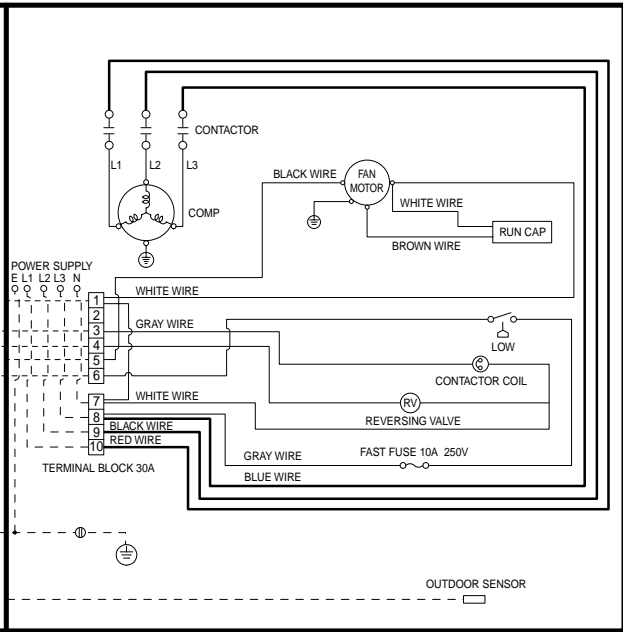 CONTACTOR
L1 L2 L3
COMP
BLACK WIRE
FAN
MOTOR
WHITE WIRE
RUN CAP
BROWN WIRE
POWER SUPPLY
E L1 L2 L3 N
WHITE WIRE
1
2
GRAY WIRE
3
4
5
6
LOW
CONTACTOR COIL
WHITE WIRE
7
RV
REVERSING VALVE
8
BLACK WIRE
9
RED WIRE
10
GRAY WIRE
FAST FUSE 10A 250V
TERMINAL BLOCK 30A
BLUE WIRE
OUTDOOR SENSOR